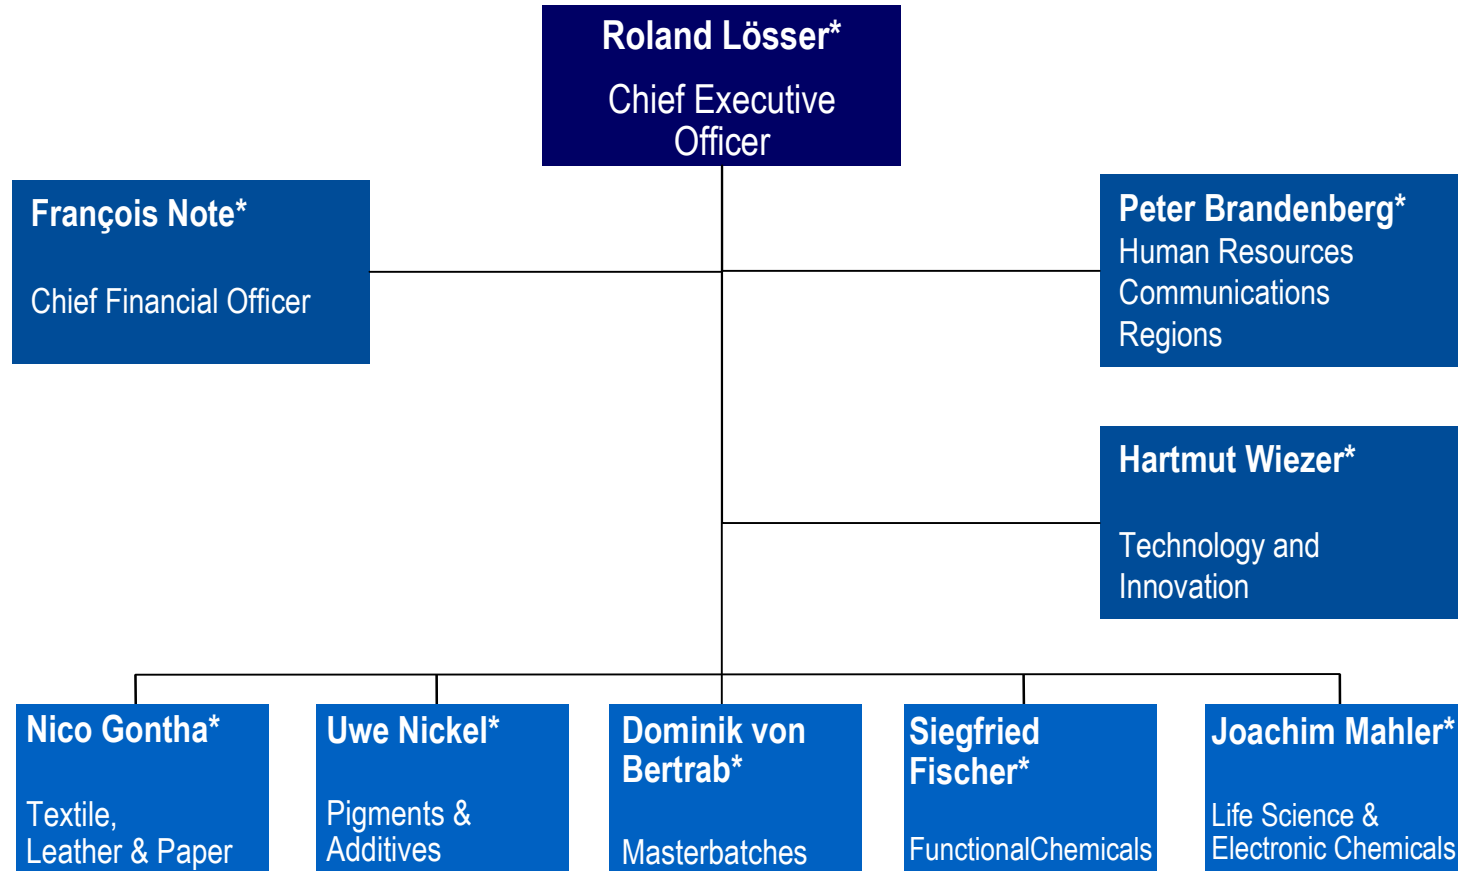 Roland Lösser*
Chief Executive
Officer
François Note*
Chief Financial Officer
Peter Brandenberg*
Human Resources
Communications
Regions
Hartmut Wiezer*
Technology and
Innovation
Nico Gontha*
Textile,
Leather & Paper
Uwe Nickel*
Pigments &
Additives
Dominik von
Bertrab*
Masterbatches
Siegfried
Fischer*
FunctionalChemicals
Joachim Mahler*
Life Science &
Electronic Chemicals